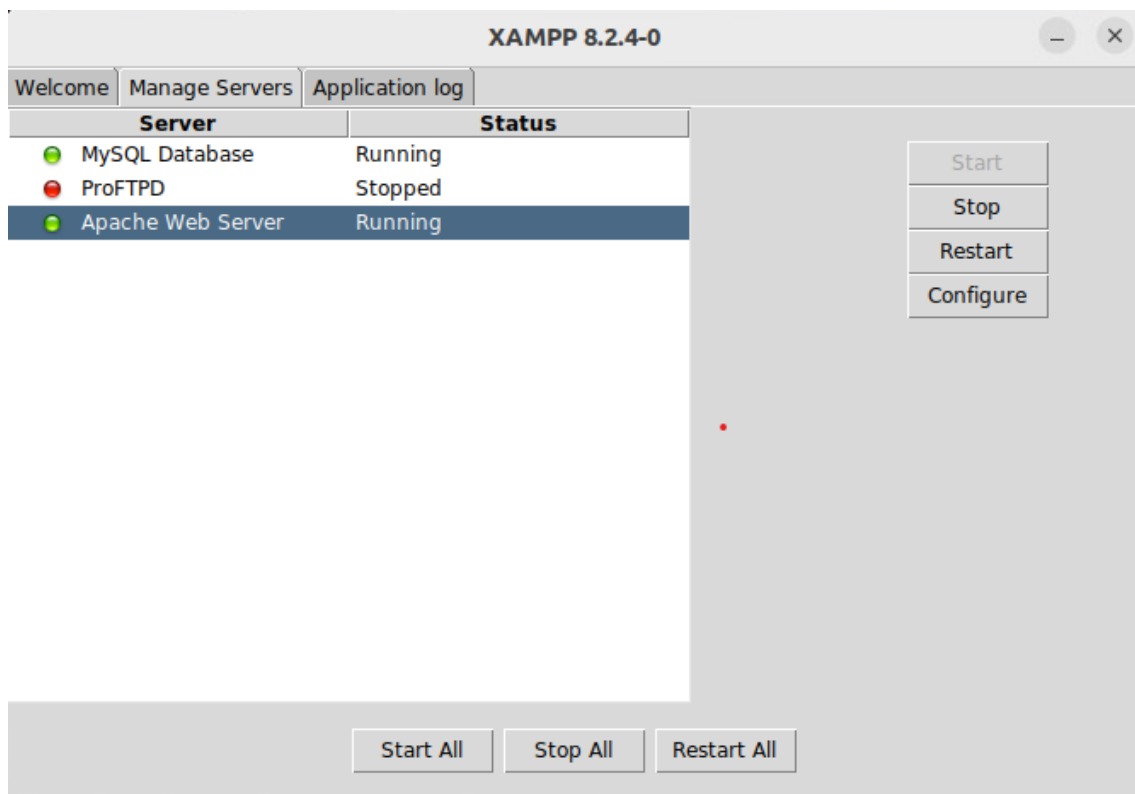 XAMPP 8.2.4-0
Welcome Manage Servers Application log
Server Status
MySQL Database Running
ProFTPD Stopped
Apache Web Server Running
Start
Stop
Restart
Configure
Start All Stop All Restart All